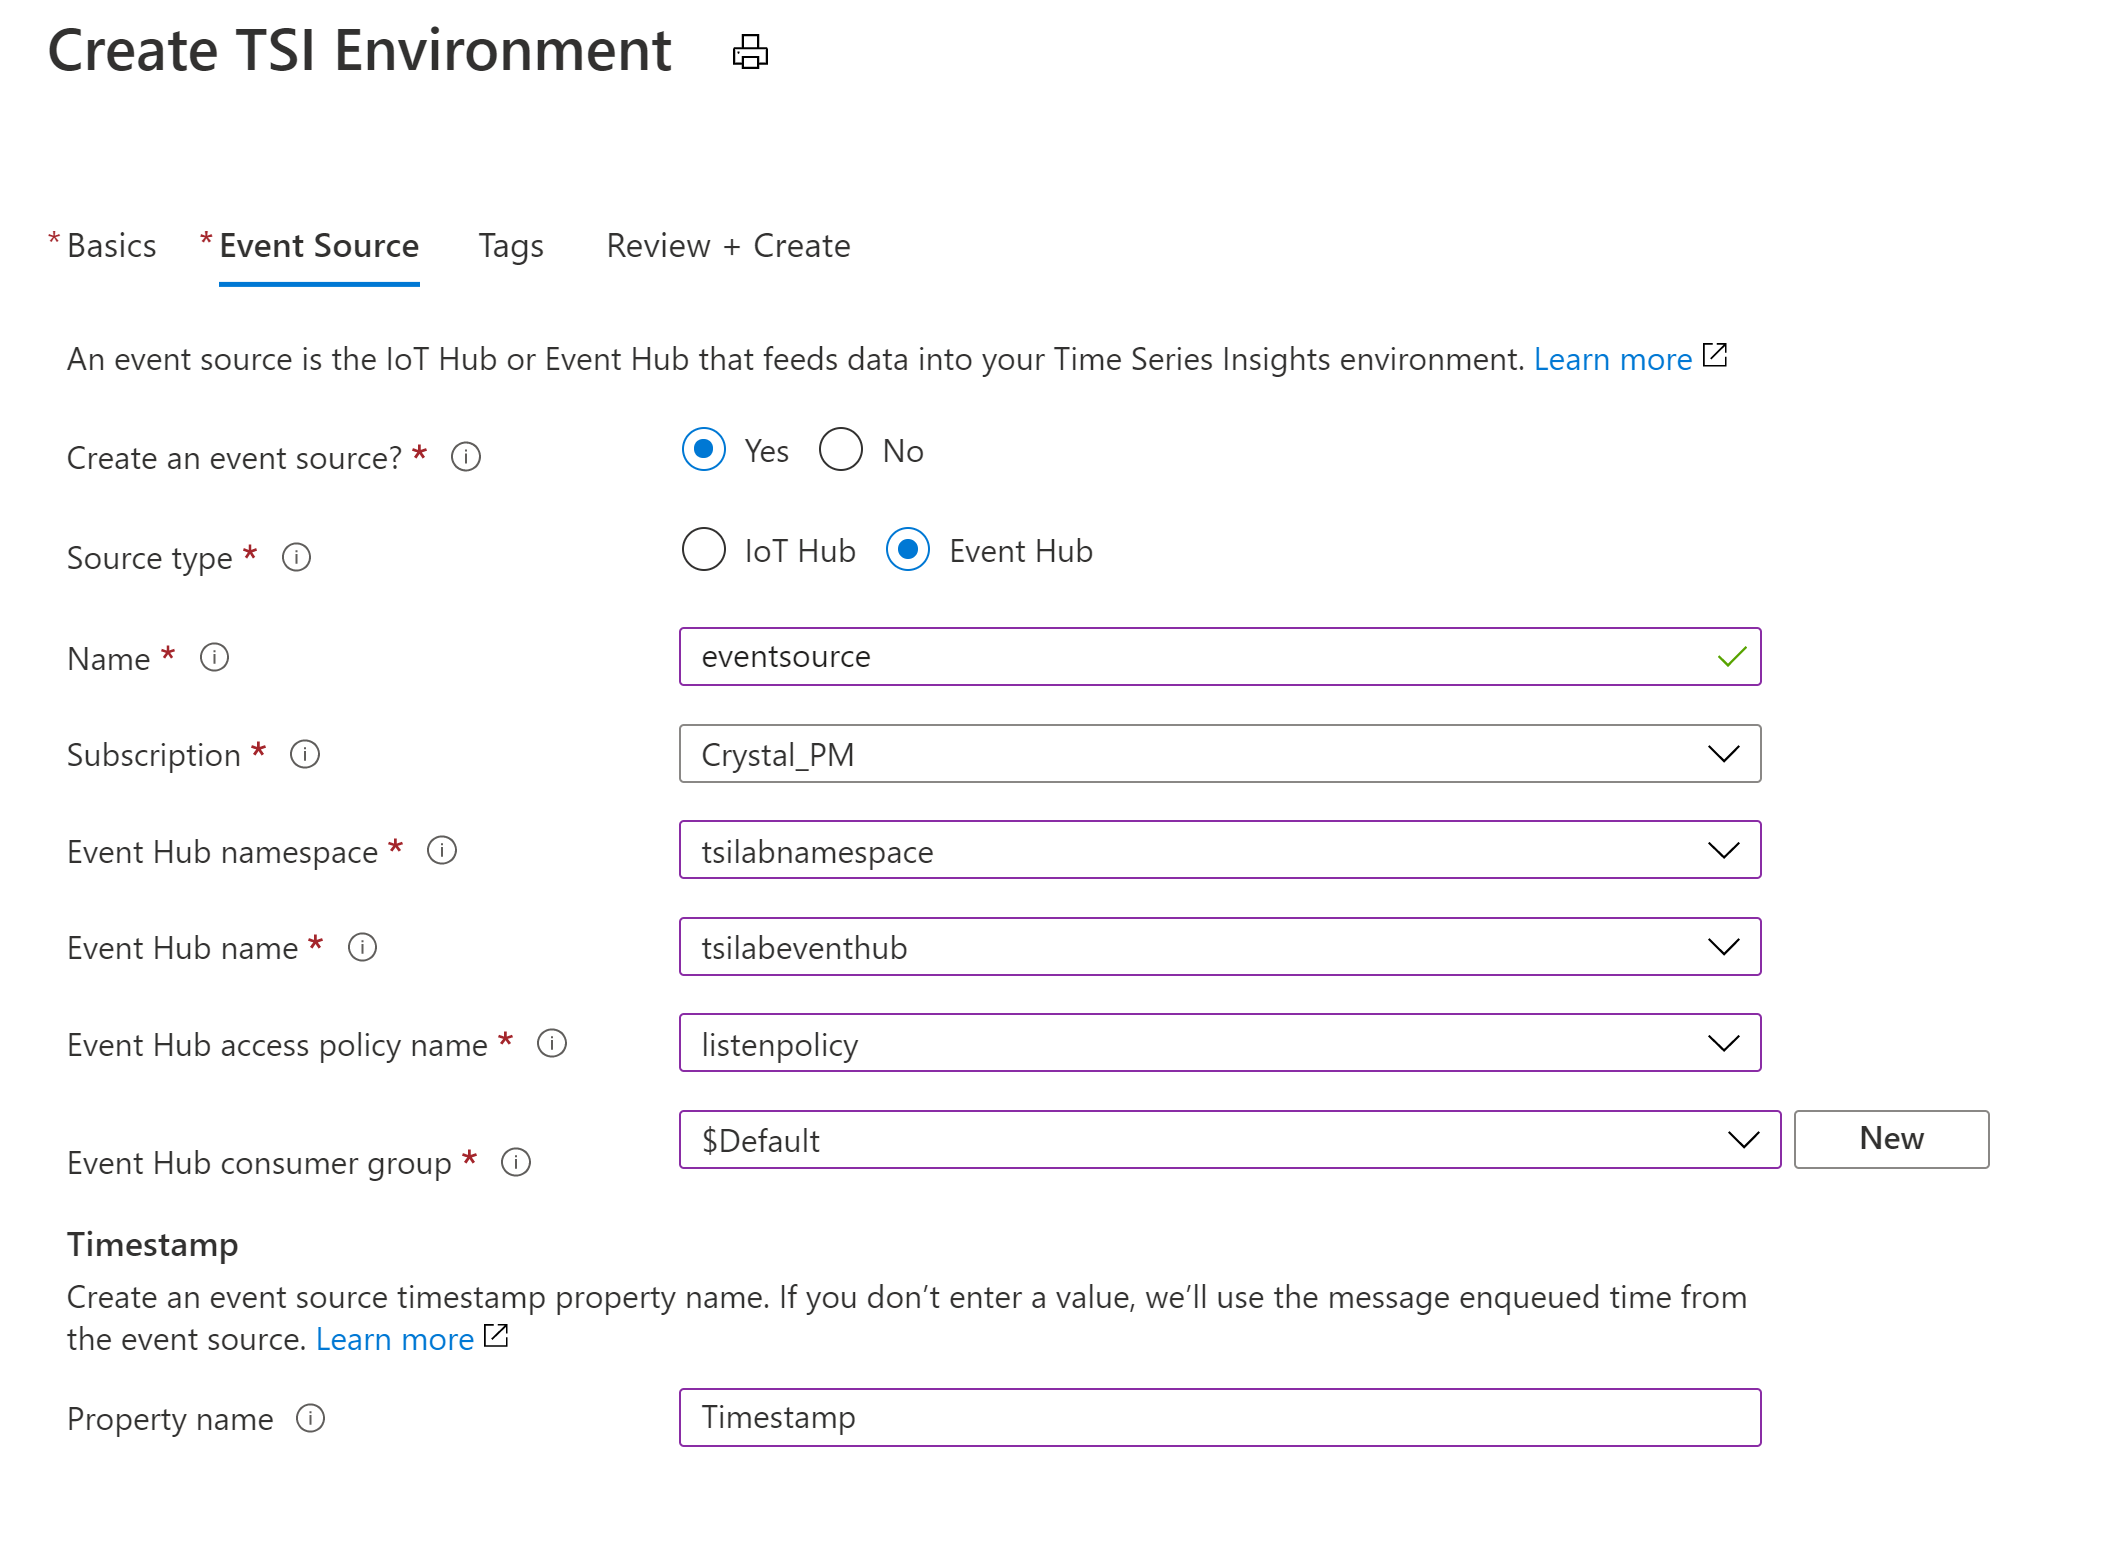 Create TSI Environment
* Basics * Event Source Tags Review + Create
An event source is the IoT Hub or Event Hub that feeds data into your Time Series Insights environment. Learn more
Create an event source? * Yes No
Source type * IoT Hub Event Hub
Name * eventsource
Subscription * Crystal_PM
Event Hub namespace * tsilabnamespace
Event Hub name * tsilabeventhub
Event Hub access policy name * listenpolicy
Event Hub consumer group * $Default New
Timestamp
Create an event source timestamp property name. If you don’t enter a value, we’ll use the message enqueued time from
the event source. Learn more
Property name Timestamp